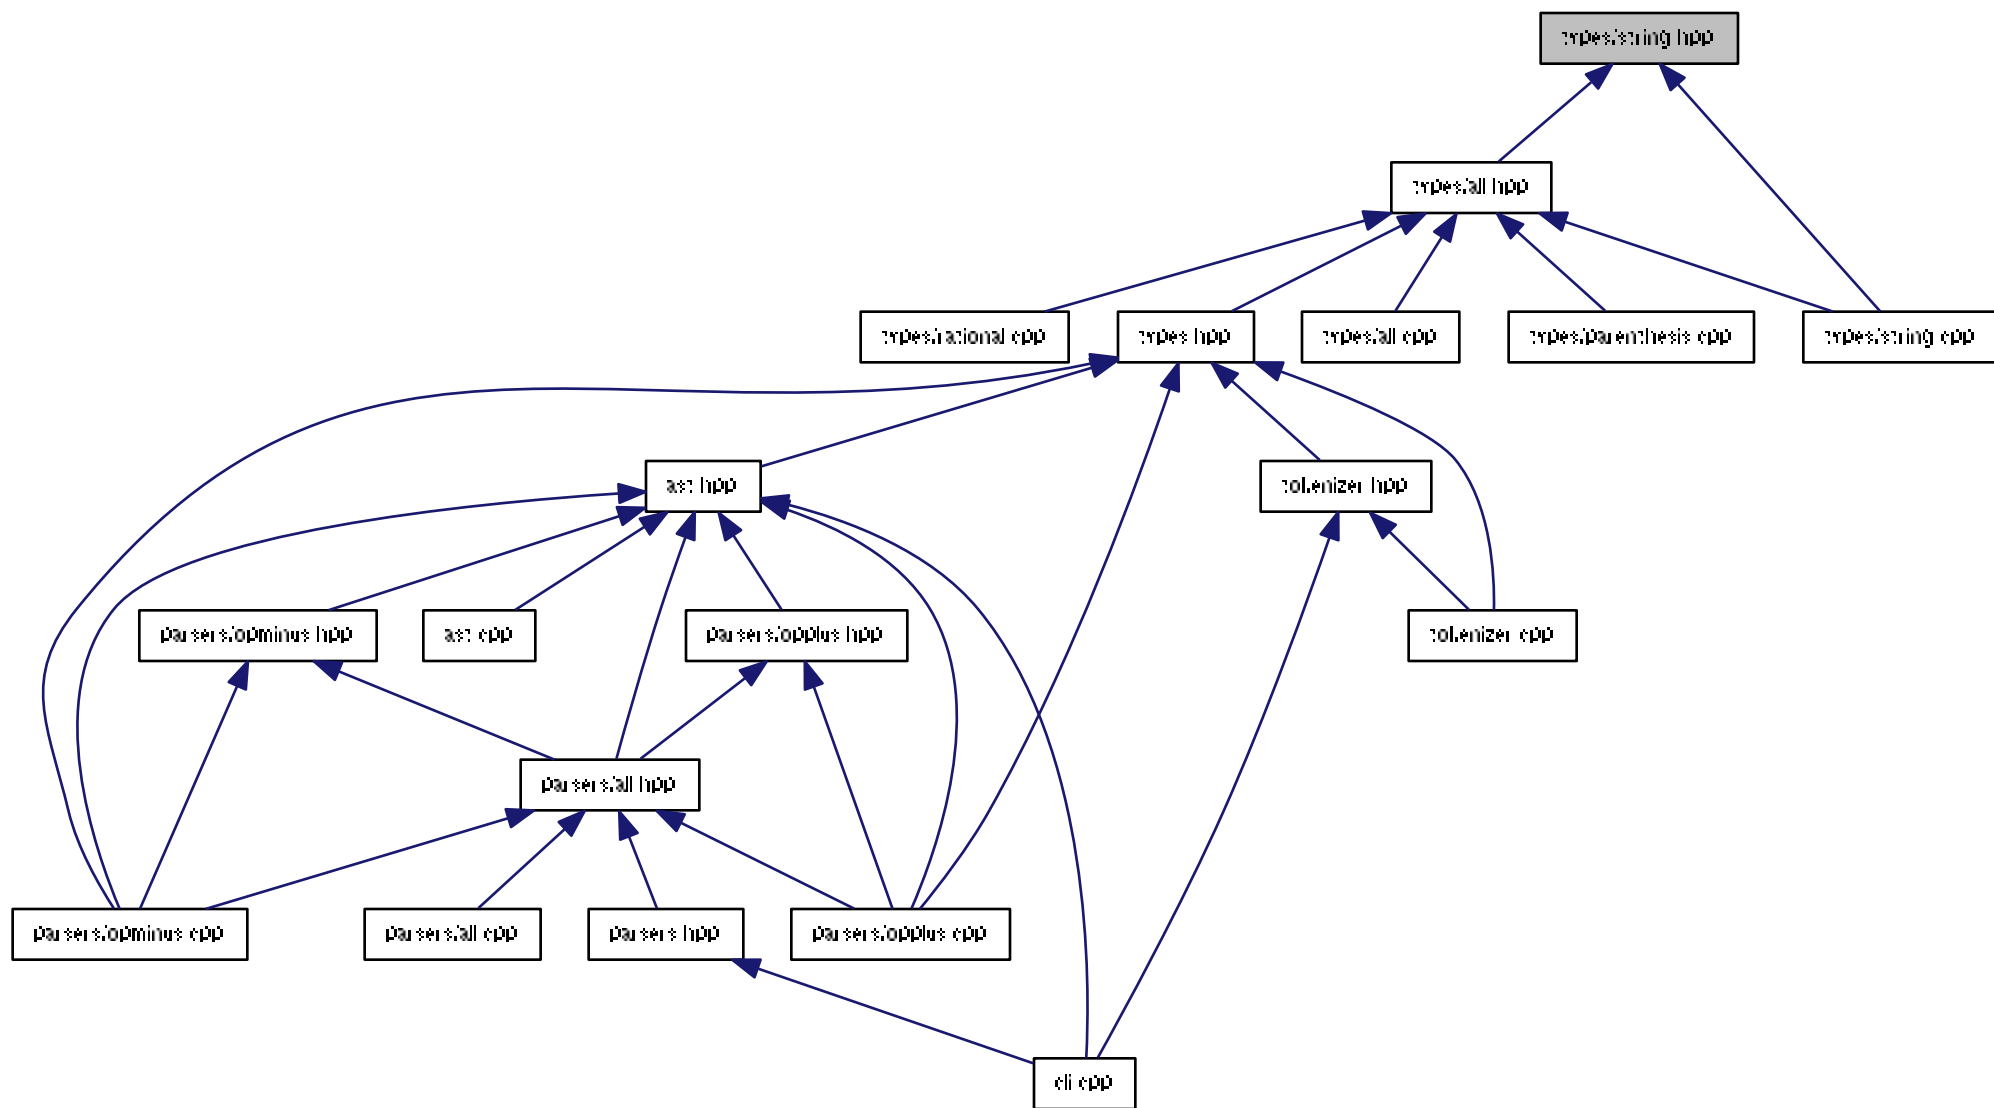 types/string.hpp
types/all.hpp
types/rational.cpp
types.hpp
types/all.cpp
types/parenthesis.cpp
types/string.cpp
ast.hpp
tokenizer.hpp
parsers/opminus.hpp
ast.cpp
parsers/opplus.hpp
tokenizer.cpp
parsers/all.hpp
parsers/opminus.cpp
parsers/all.cpp
parsers.hpp
parsers/opplus.cpp
cli.cpp